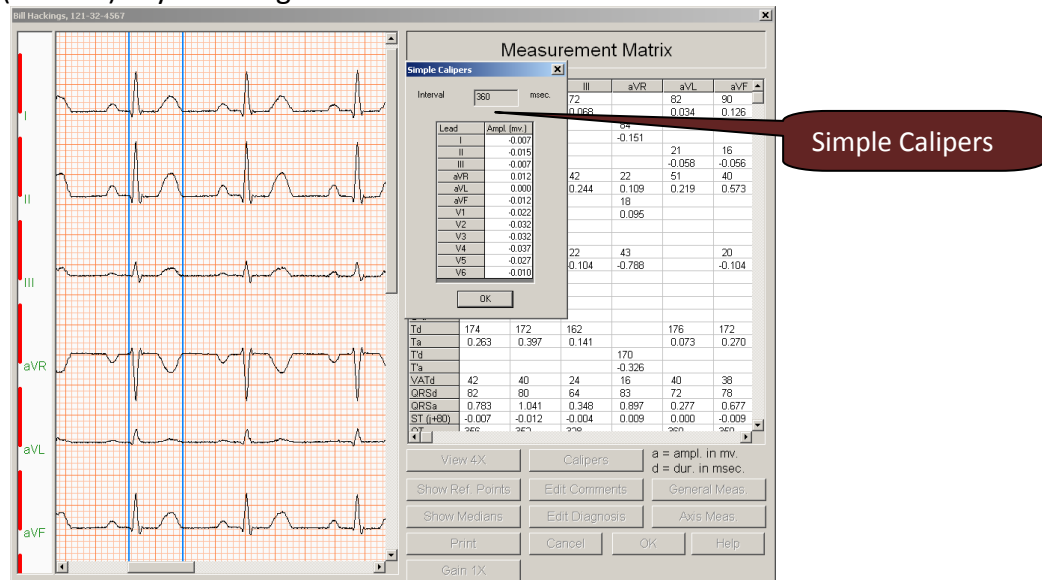 Bill Hackings, 121-32-4567
I
II
III
aVR
aVL
aVF
Measurement Matrix
III aVR aVL aVF
72 82 90
0.034 0.126
-0.151
21 16
-0.058 -0.056
42 22 51 40
0.244 0.109 0.219 0.573
18
0.095
22 43 20
-0.104 -0.788 -0.104
Td 174 172 162 176 172
Ta 0.263 0.397 0.141 0.073 0.270
T'd 170
T'a -0.326
VATd 42 40 24 16 40 38
QRSd 82 80 64 83 72 78
QRSa 0.783 1.041 0.348 0.897 0.277 0.677
ST (j+80) -0.007 -0.012 -0.004 0.009 0.000 -0.009
Simple Calipers
Interval 360 msec.
Lead Ampl. (mv.)
I -0.007
II -0.015
III -0.007
aVR 0.012
aVL 0.000
aVF -0.012
V1 -0.022
V2 -0.032
V3 -0.032
V4 -0.037
V5 -0.027
V6 -0.010
OK
Simple Calipers
View 4X
Calipers
a = ampl. in mv.
d = dur. in msec.
Show Ref. Points
Edit Comments
General Meas.
Show Medians
Edit Diagnosis
Axis Meas.
Print
Cancel
OK
Help
Gain 1X